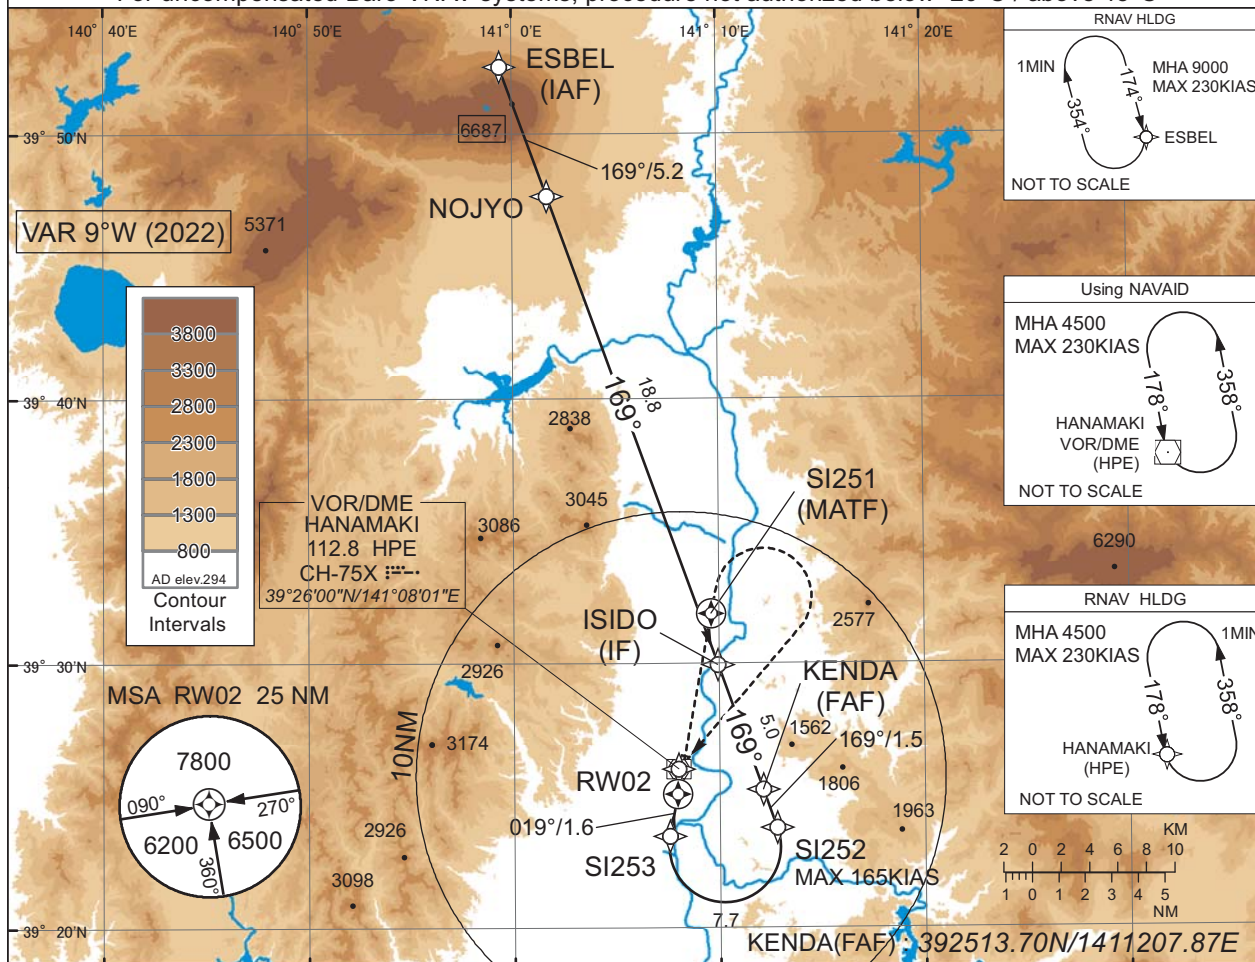 140° 40'E
140° 50'E
141° 0'E
141° 10'E
141° 20'E
ESBEL
(IAF)
6687
39° 50'N
169°/5.2
NOJYO
VAR 9°W (2022)
5371
RNAV HLDG
1MIN
MHA 9000
MAX 230KIAS
174°
354°
ESBEL
NOT TO SCALE
Using NAVAID
MHA 4500
MAX 230KIAS
178°
358°
HANAMAKI
VOR/DME
(HPE)
NOT TO SCALE
3800
3300
2800
2300
1800
1300
800
AD elev.294
Contour
Intervals
39° 40'N
18.8
169°
2838
VOR/DME
HANAMAKI
112.8 HPE
CH-75X
39°26'00"N/141°08'01"E
3045
3086
SI251
(MATF)
6290
RNAV HLDG
MHA 4500
MAX 230KIAS
1MIN
178°
358°
HANAMAKI
(HPE)
NOT TO SCALE
2577
ISIDO
(IF)
39° 30'N
2926
KENDA
(FAF)
MSA RW02 25 NM
7800
090°
270°
6200
6500
360°
10NM
3174
169°
5.0
1562
169°/1.5
1806
RW02
1963
019°/1.6
2926
SI253
SI252
MAX 165KIAS
3098
7.7
KM
2 0 2 4 6 8 10
1 0 1 2 3 4 5
NM
39° 20'N
KENDA(FAF) : 392513.70N/1411207.87E